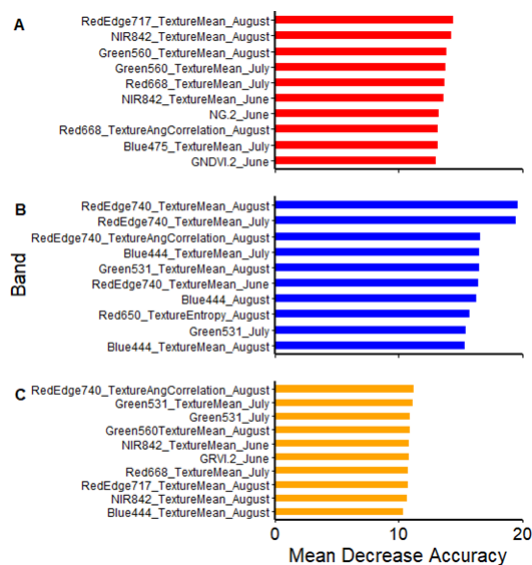 A
RedEdge717_TextureMean_August
NIR842_TextureMean_August
Green560_TextureMean_August
Green560_TextureMean_July
Red668_TextureMean_July
NIR842_TextureMean_June
NG.2_June
Red668_TextureAngCorrelation_August
Blue475_TextureMean_July
GNDVI.2_June
B
RedEdge740_TextureMean_August
RedEdge740_TextureMean_July
RedEdge740_TextureAngCorrelation_August
Blue444_TextureMean_July
Green531_TextureMean_August
RedEdge740_TextureMean_June
Blue444_August
Red650_TextureEntropy_August
Green531_July
Blue444_TextureMean_August
Band
C
RedEdge740_TextureAngCorrelation_August
Green531_TextureMean_July
Green531_July
Green560TextureMean_August
NIR842_TextureMean_June
GRVI.2_June
Red668_TextureMean_July
RedEdge717_TextureMean_August
NIR842_TextureMean_August
Blue444_TextureMean_August
0 10 20
Mean Decrease Accuracy